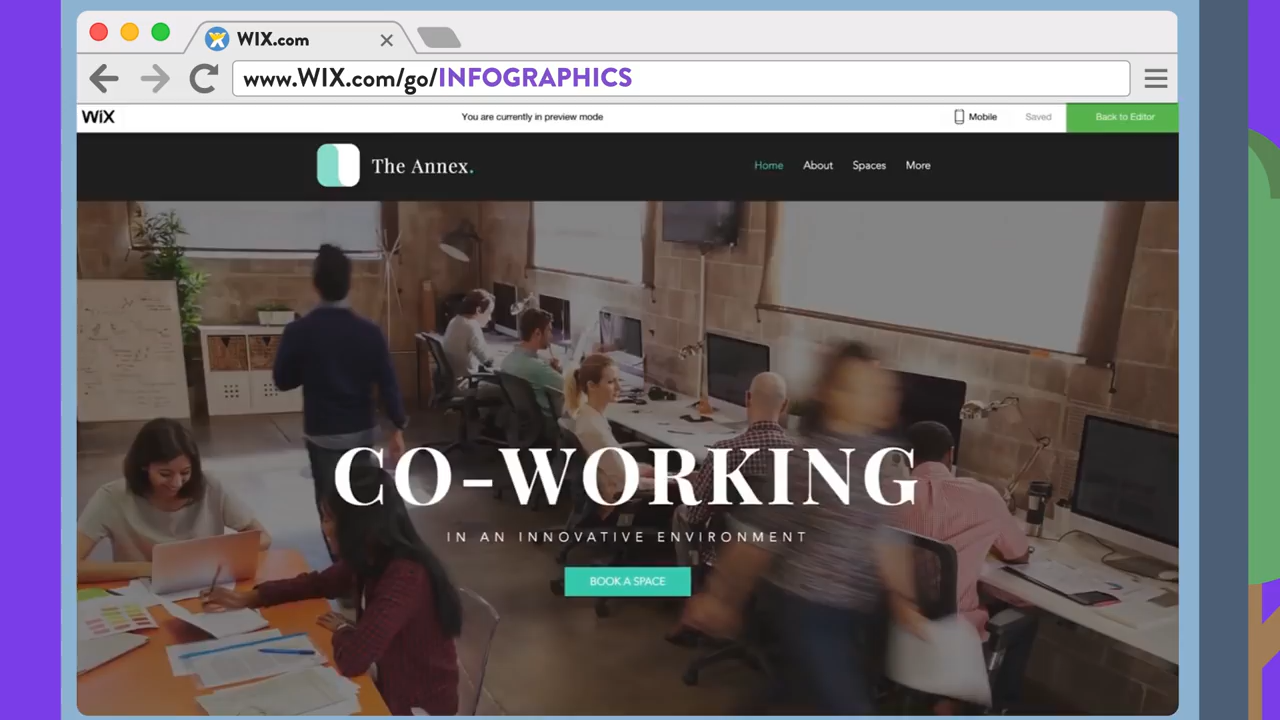 WIX.com
www.WIX.com/go/INFOGRAPHICS
WiX You are currently in preview mode Mobile Saved Back to Editor
The Annex. Home About Spaces More
CO-WORKING
IN AN INNOVATIVE ENVIRONMENT
BOOK A SPACE